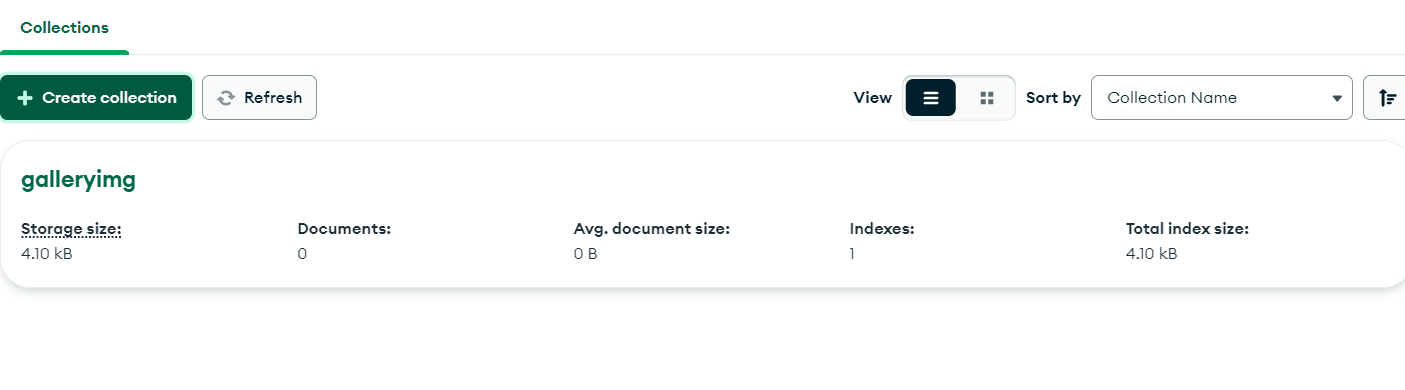 Collections
Create collection Refresh View Sort by Collection Name
galleryimg
Storage size: Documents: Avg. document size: Indexes: Total index size:
4.10 kB 0 0 B 1 4.10 kB